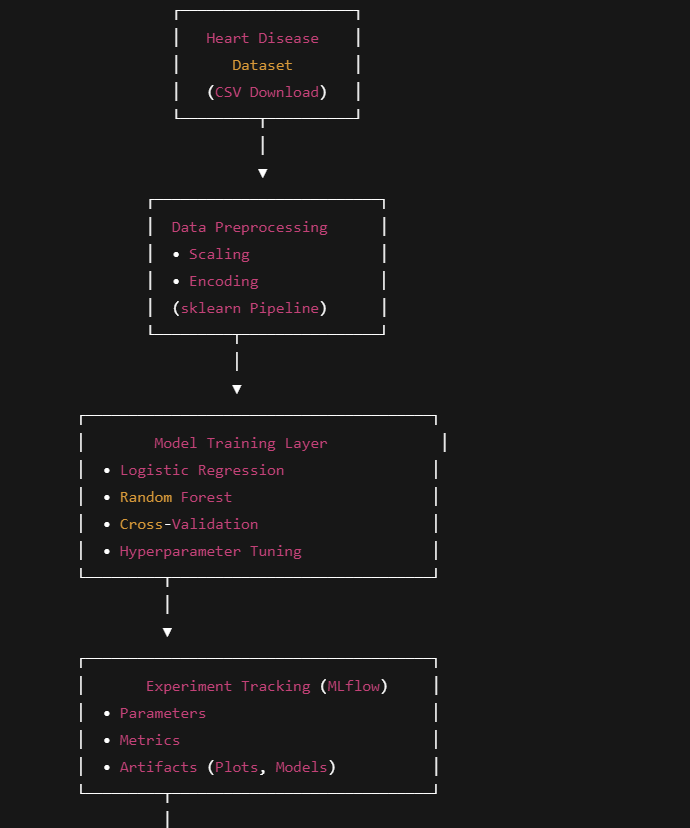 Heart Disease
Dataset
(CSV Download)
Data Preprocessing
• Scaling
• Encoding
(sklearn Pipeline)
Model Training Layer
• Logistic Regression
• Random Forest
• Cross-Validation
• Hyperparameter Tuning
Experiment Tracking (MLflow)
• Parameters
• Metrics
• Artifacts (Plots, Models)